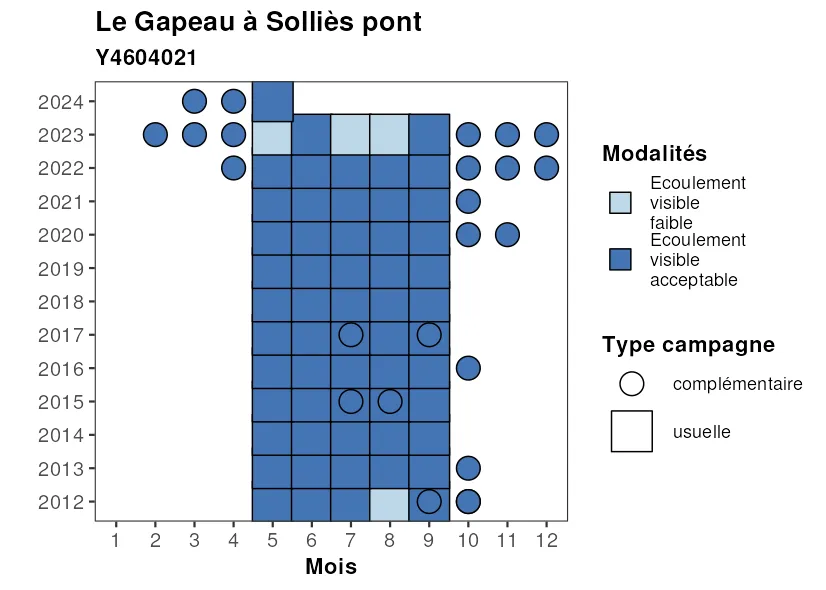 Le Gapeau à Solliès pont
Y4604021
2024
2023
2022
2021
2020
2019
2018
2017
2016
2015
2014
2013
2012
1 2 3 4 5 6 7 8 9 10 11 12
Mois
Modalités
Ecoulement
visible
faible
Ecoulement
visible
acceptable
Type campagne
complémentaire
usuelle